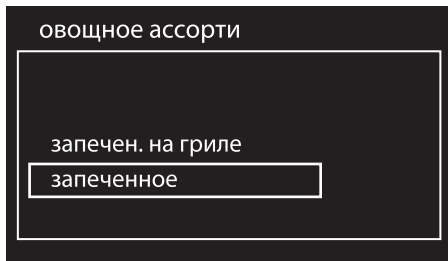 овощное ассорти
запечен. на гриле
запеченное